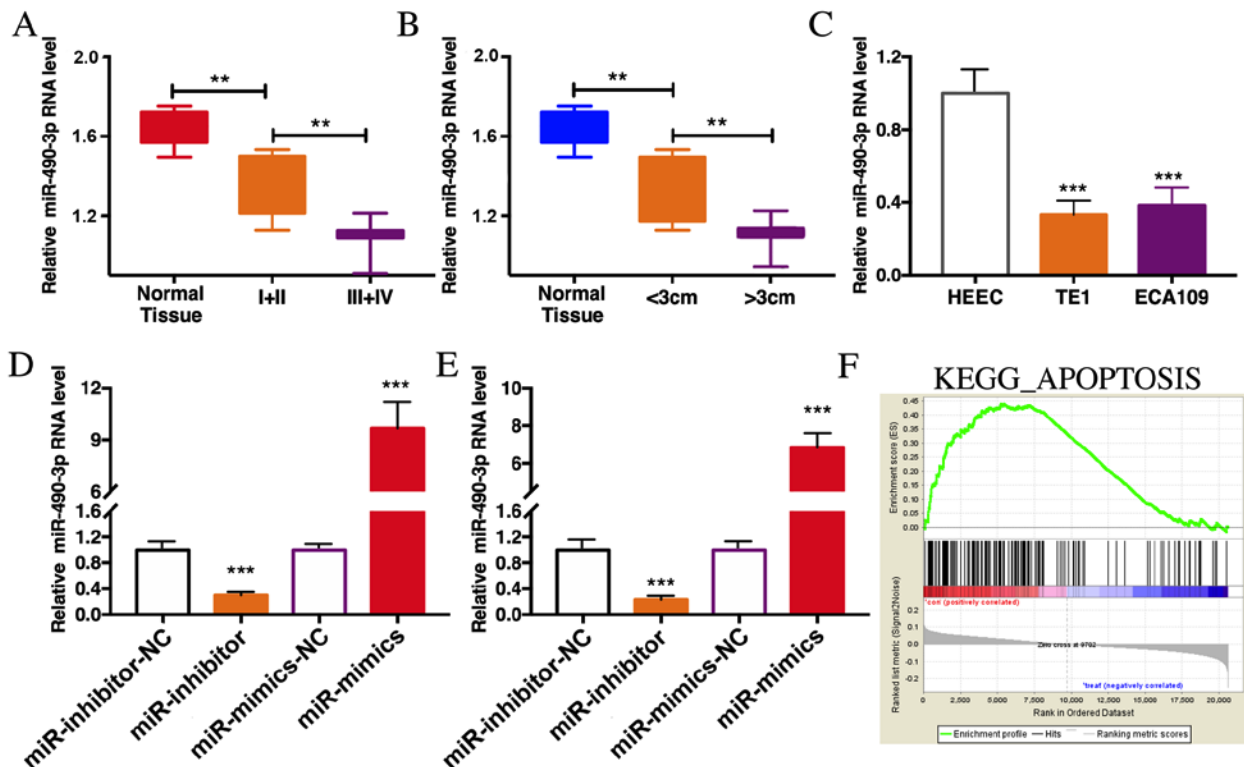 A
Relative miR-490-3p RNA level
2.0
1.6
1.2
**
**
Normal
Tissue
I+II
III+IV
B
Relative miR-490-3p RNA level
2.0
1.6
1.2
**
**
Normal
Tissue
<3cm
>3cm
C
Relative miR-490-3p RNA level
1.2
0.8
0.4
0.0
***
***
HEEC
TE1
ECA109
D
Relative miR-490-3p RNA level
12
9
6
1.6
1.2
0.8
0.4
0.0
***
***
miR-inhibitor-NC
miR-inhibitor
miR-mimics-NC
miR-mimics
E
Relative miR-490-3p RNA level
10
8
6
4
1.6
1.2
0.8
0.4
0.0
***
***
miR-inhibitor-NC
miR-inhibitor
miR-mimics-NC
miR-mimics
F
KEGG_APOPTOSIS
Enrichment score (ES)
0.45
0.40
0.35
0.30
0.25
0.20
0.15
0.10
0.05
0.00
(positively correlated)
Ranked list metric (Signal2Noise)
0.2
0.1
0.0
-0.1
-0.2
Zero cross at 9762
(negatively correlated)
0
2,500
5,000
7,500
10,000
12,500
15,000
17,500
20,000
Rank in Ordered Dataset
Enrichment profile
Hits
Ranking metric scores